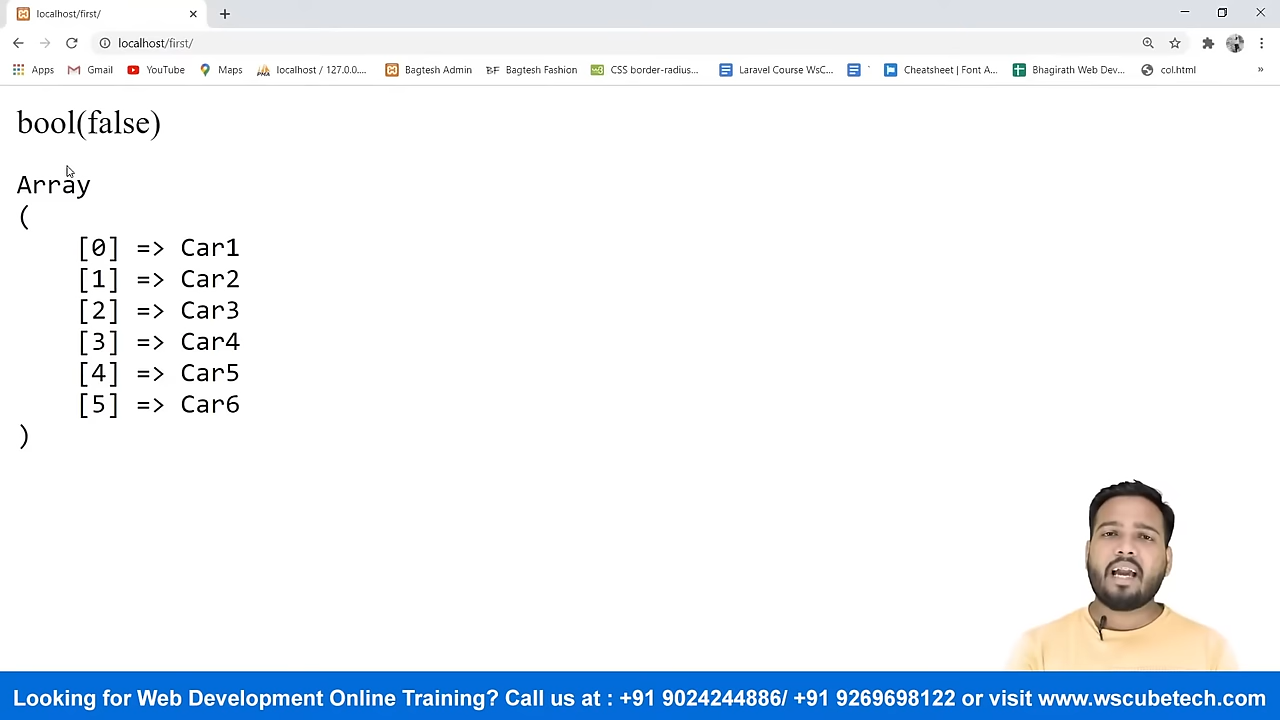 localhost/first/
localhost/first/
Apps
Gmail
YouTube
Maps
localhost / 127.0.0....
Bagtesh Admin
BF Bagtesh Fashion
CSS border-radius...
Laravel Course WsC...
Cheatsheet | Font A...
Bhagirath Web Dev...
col.html
»
bool(false)
Array
(
[0] => Car1
[1] => Car2
[2] => Car3
[3] => Car4
[4] => Car5
[5] => Car6
)
Looking for Web Development Online Training? Call us at : +91 9024244886/ +91 9269698122 or visit www.wscubetech.com